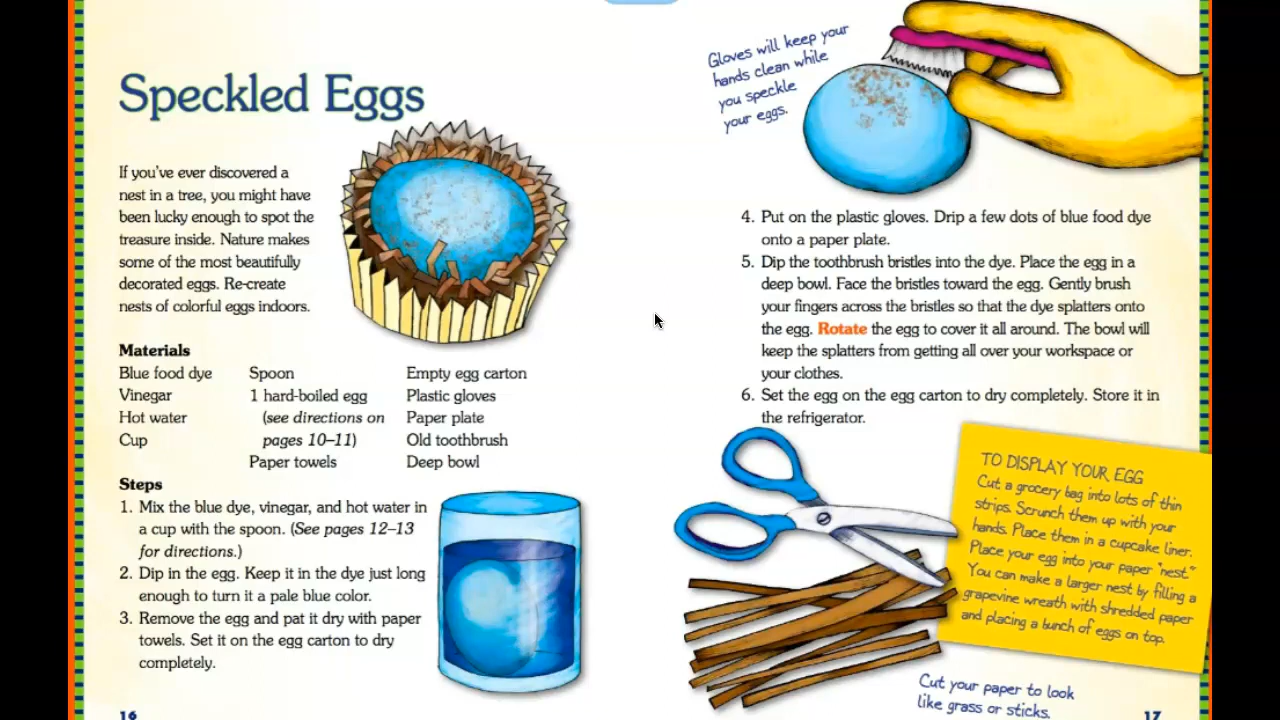 Speckled Eggs
If you've ever discovered a
nest in a tree, you might have
been lucky enough to spot the
treasure inside. Nature makes
some of the most beautifully
decorated eggs. Re-create
nests of colorful eggs indoors.
Materials
Blue food dye
Vinegar
Hot water
Cup
Spoon
1 hard-boiled egg
(see directions on
pages 10–11)
Paper towels
Empty egg carton
Plastic gloves
Paper plate
Old toothbrush
Deep bowl
Steps
1. Mix the blue dye, vinegar, and hot water in
a cup with the spoon. (See pages 12–13
for directions.)
2. Dip in the egg. Keep it in the dye just long
enough to turn it a pale blue color.
3. Remove the egg and pat it dry with paper
towels. Set it on the egg carton to dry
completely.
16
Gloves will keep your
hands clean while
you speckle
your eggs.
4. Put on the plastic gloves. Drip a few dots of blue food dye
onto a paper plate.
5. Dip the toothbrush bristles into the dye. Place the egg in a
deep bowl. Face the bristles toward the egg. Gently brush
your fingers across the bristles so that the dye splatters onto
the egg. Rotate the egg to cover it all around. The bowl will
keep the splatters from getting all over your workspace or
your clothes.
6. Set the egg on the egg carton to dry completely. Store it in
the refrigerator.
TO DISPLAY YOUR EGG
Cut a grocery bag into lots of thin
strips. Scrunch them up with your
hands. Place them in a cupcake liner.
Place your egg into your paper "nest."
You can make a larger nest by filling a
grapevine wreath with shredded paper
and placing a bunch of eggs on top.
Cut your paper to look
like grass or sticks.
17